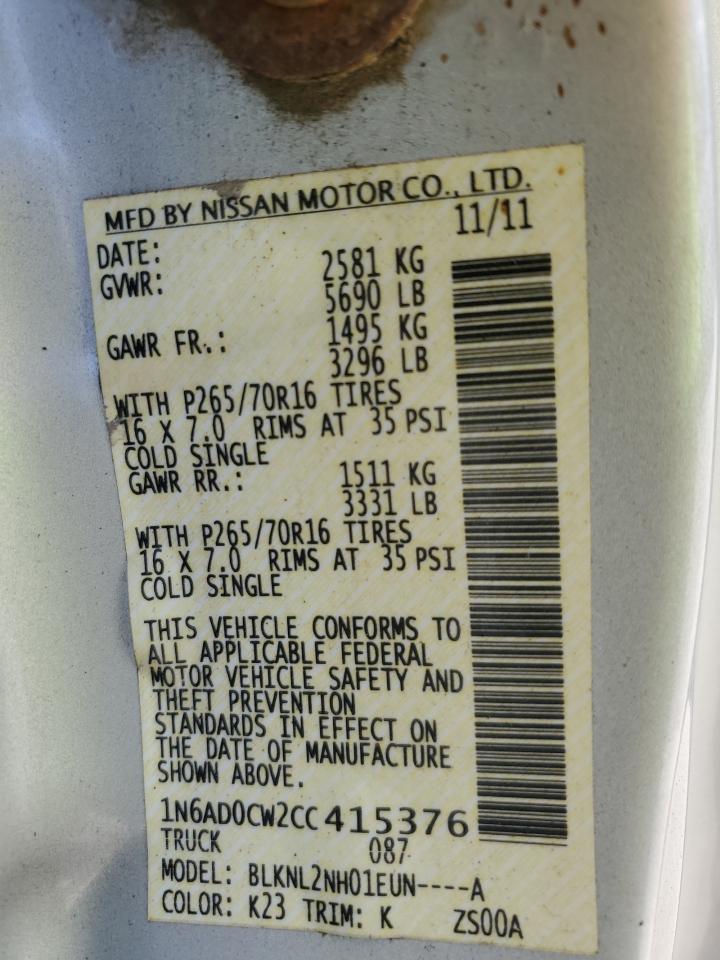 MFD BY NISSAN MOTOR CO., LTD.
DATE: 11/11
GVWR: 2581 KG
5690 LB
GAWR FR.: 1495 KG
3296 LB
WITH P265/70R16 TIRES
16 X 7.0 RIMS AT 35 PSI
COLD SINGLE
GAWR RR.: 1511 KG
3331 LB
WITH P265/70R16 TIRES
16 X 7.0 RIMS AT 35 PSI
COLD SINGLE
THIS VEHICLE CONFORMS TO
ALL APPLICABLE FEDERAL
MOTOR VEHICLE SAFETY AND
THEFT PREVENTION
STANDARDS IN EFFECT ON
THE DATE OF MANUFACTURE
SHOWN ABOVE.
1N6AD0CW2CC415376
TRUCK 087
MODEL: BLKNL2NH01EUN----A
COLOR: K23 TRIM: K ZS00A